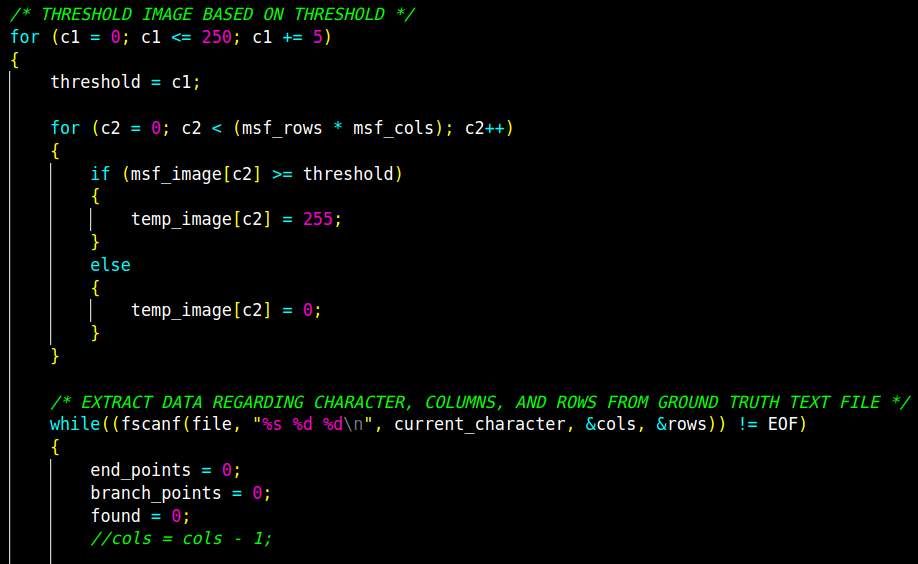 /* THRESHOLD IMAGE BASED ON THRESHOLD */
for (c1 = 0; c1 <= 250; c1 += 5)
{
    threshold = c1;

    for (c2 = 0; c2 < (msf_rows * msf_cols); c2++)
    {
        if (msf_image[c2] >= threshold)
        {
            temp_image[c2] = 255;
        }
        else
        {
            temp_image[c2] = 0;
        }
    }

    /* EXTRACT DATA REGARDING CHARACTER, COLUMNS, AND ROWS FROM GROUND TRUTH TEXT FILE */
    while((fscanf(file, "%s %d %d\n", current_character, &cols, &rows)) != EOF)
    {
        end_points = 0;
        branch_points = 0;
        found = 0;
        //cols = cols - 1;